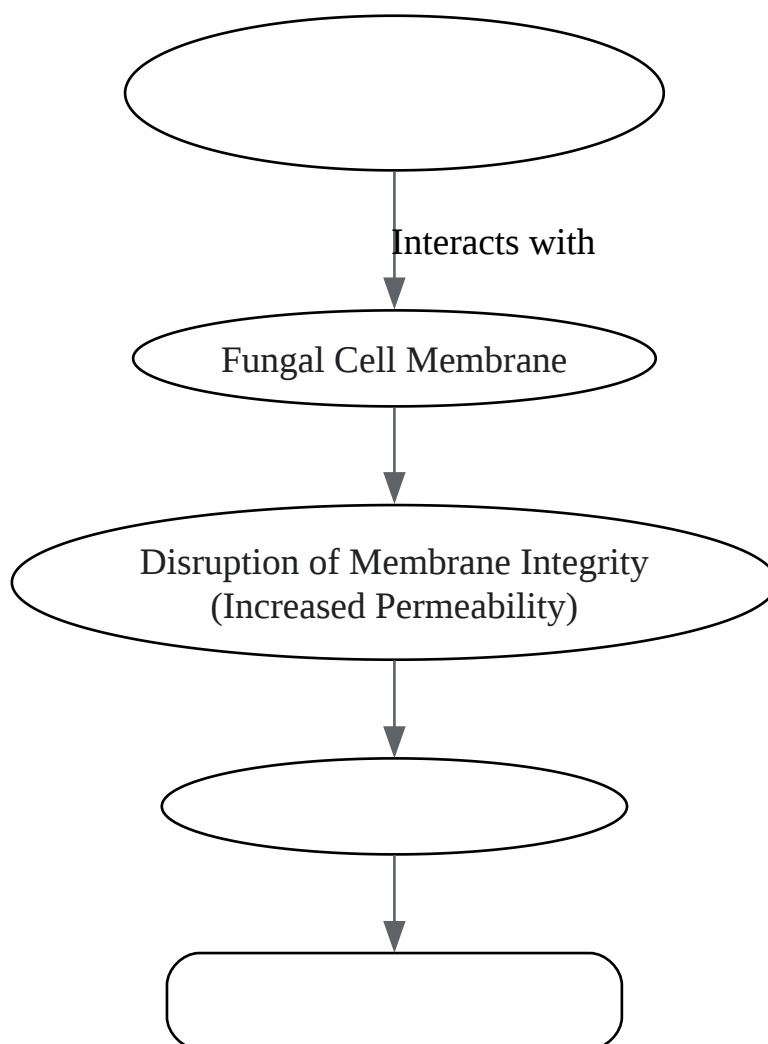 Interacts with
Fungal Cell Membrane
Disruption of Membrane Integrity
(Increased Permeability)